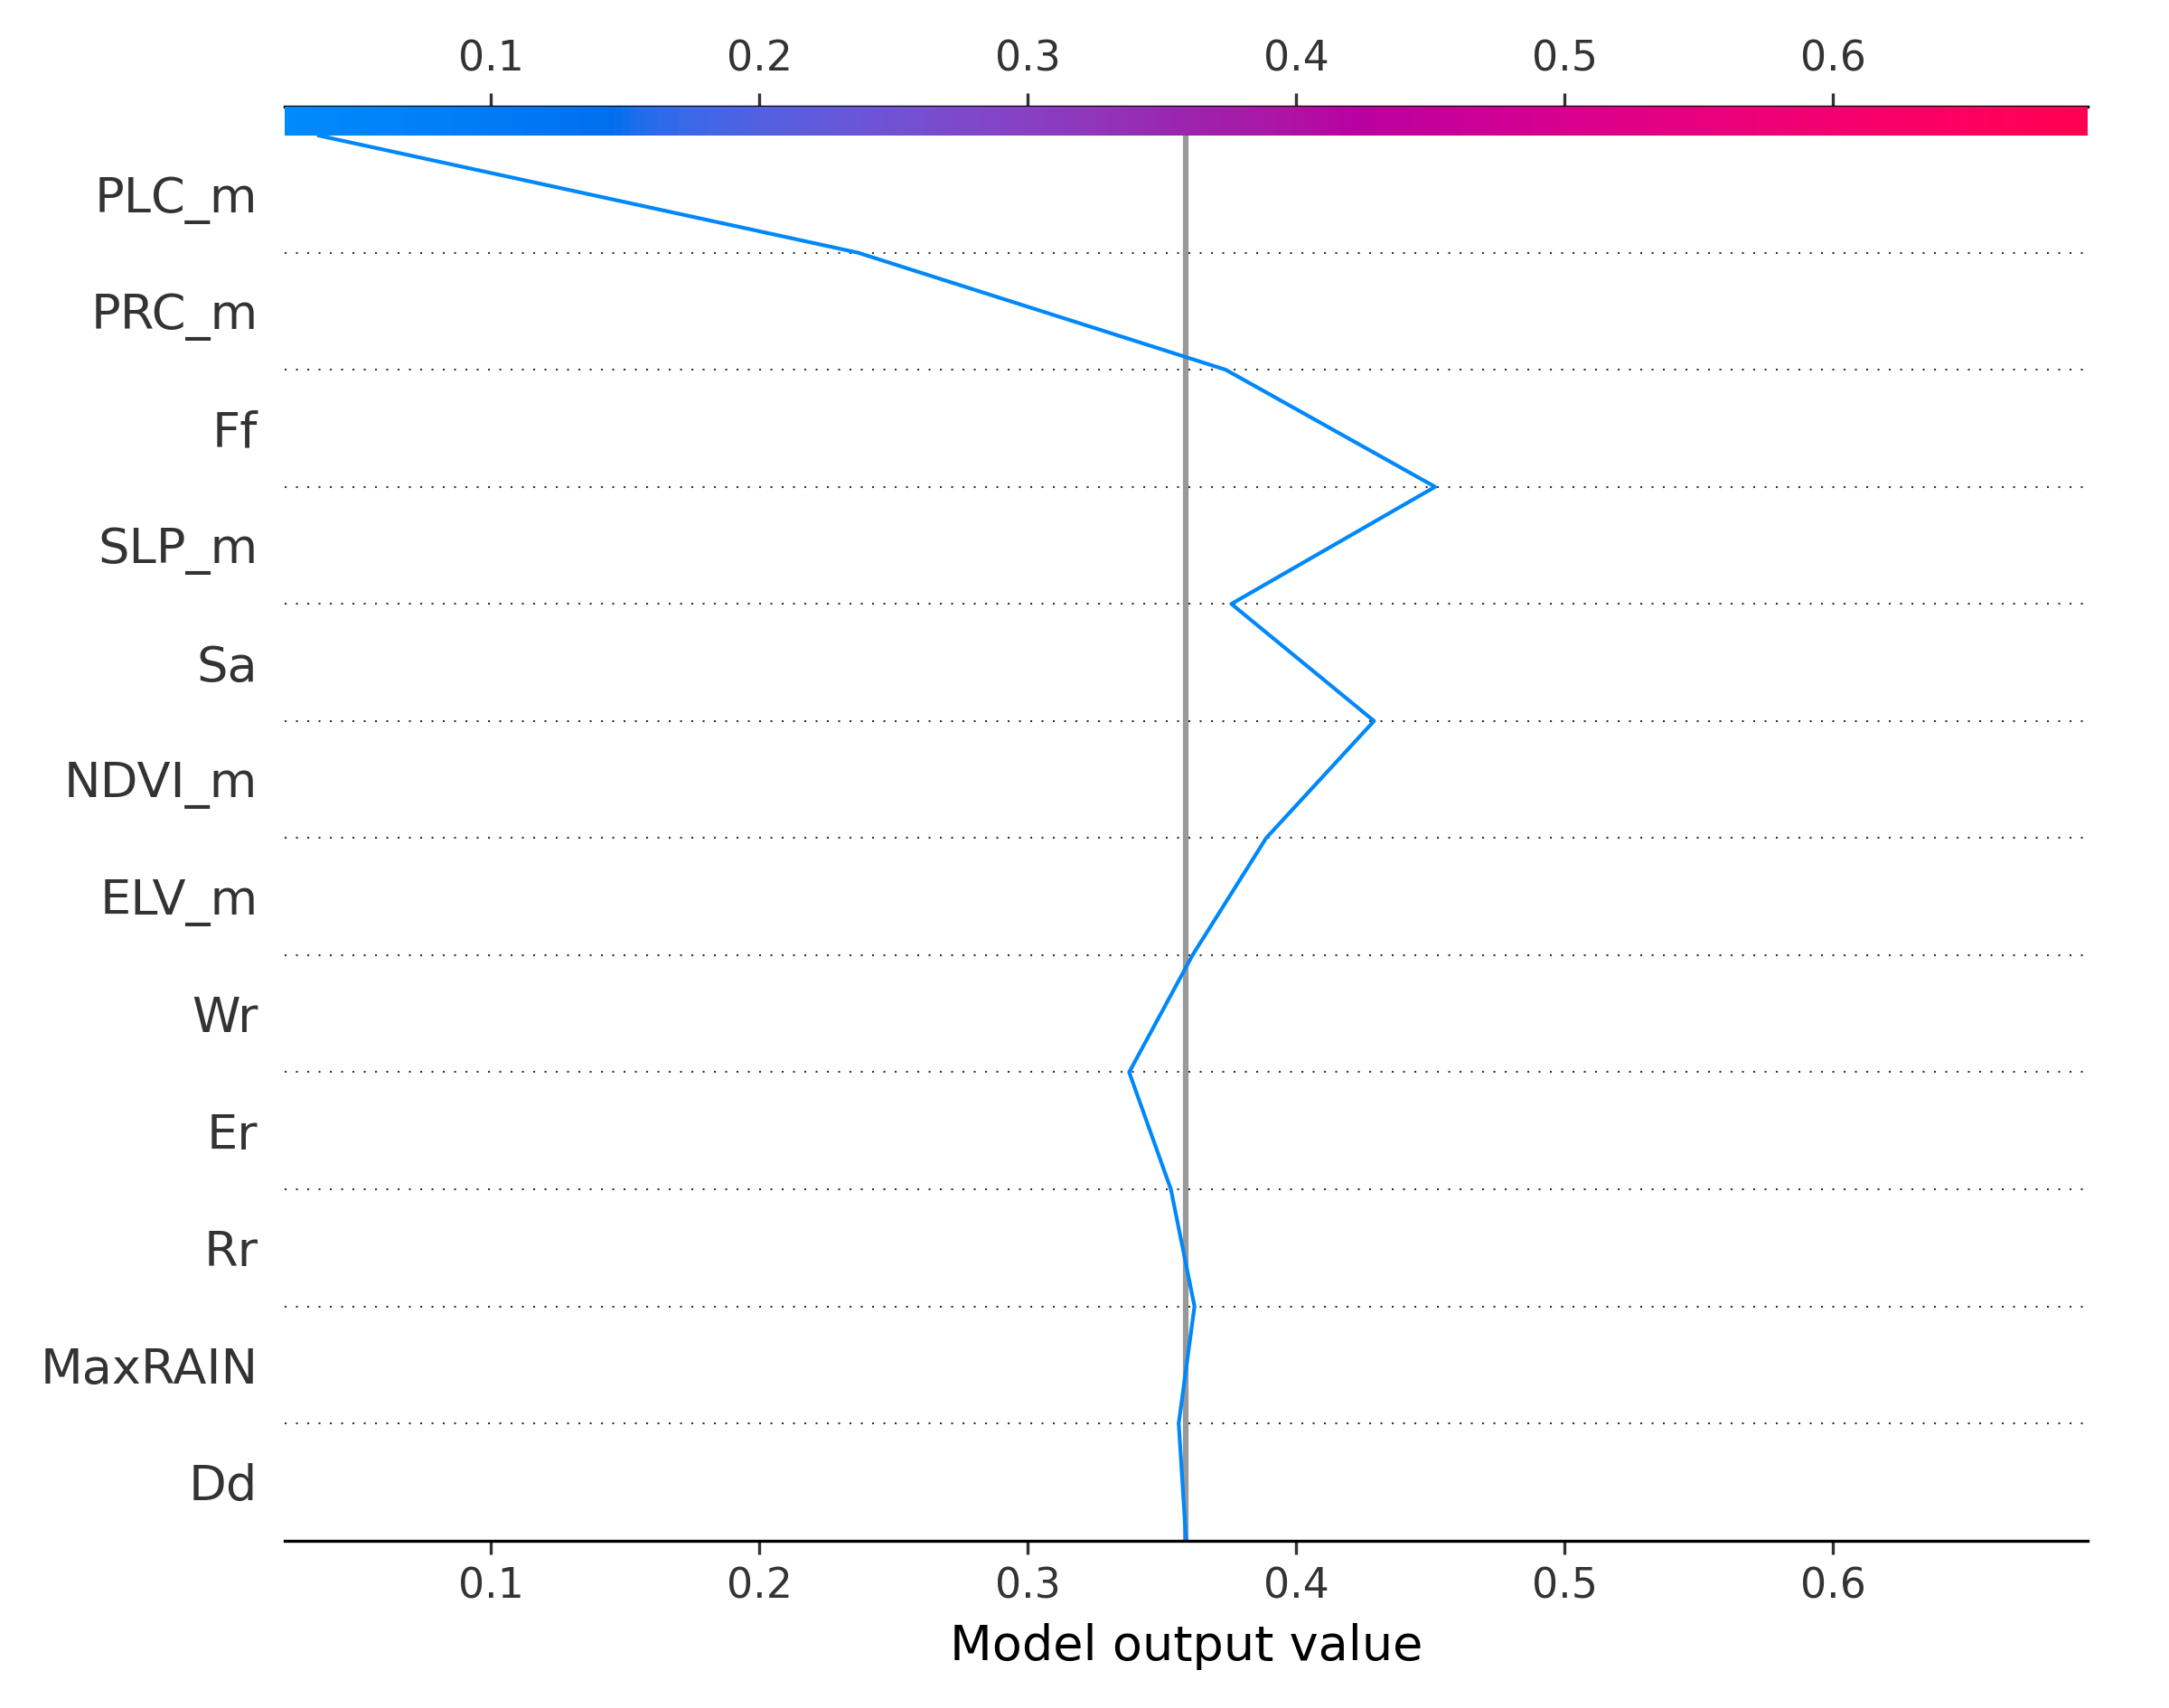 0.1 0.2 0.3 0.4 0.5 0.6
PLC_m
PRC_m
Ff
SLP_m
Sa
NDVI_m
ELV_m
Wr
Er
Rr
MaxRAIN
Dd
0.1 0.2 0.3 0.4 0.5 0.6
Model output value